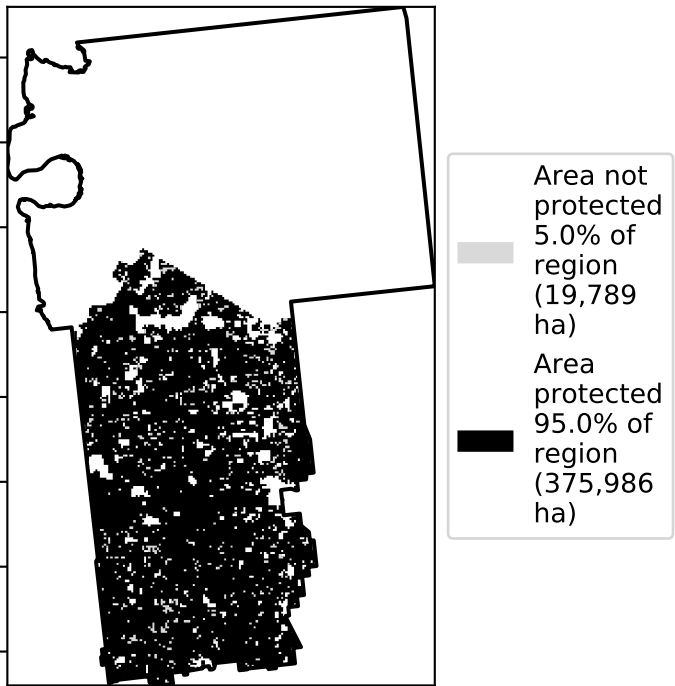 Area not
protected
5.0% of
region
(19,789
ha)
Area
protected
95.0% of
region
(375,986
ha)